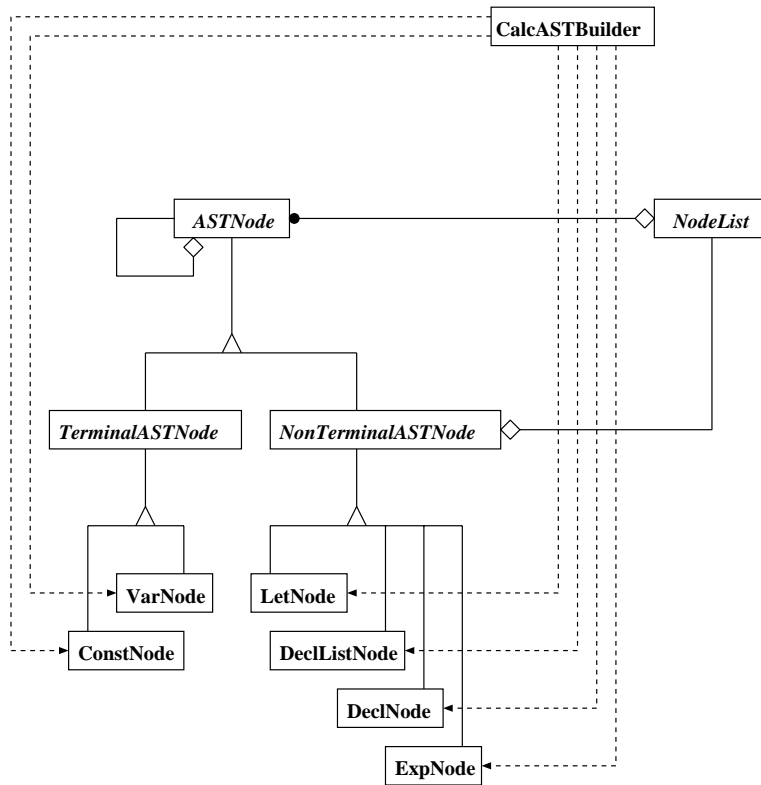 CalcASTBuilder
ASTNode
NodeList
TerminalASTNode
NonTerminalASTNode
VarNode
LetNode
ConstNode
DeclListNode
DeclNode
ExpNode